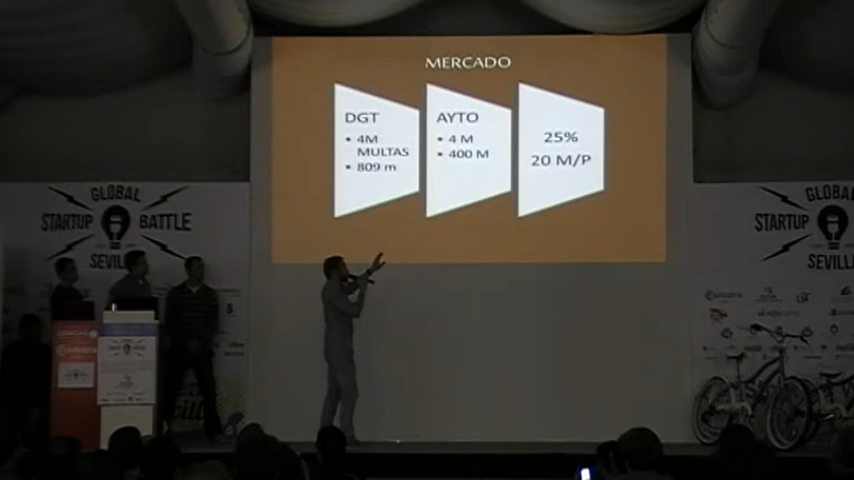 MERCADO
DGT
• 4M
MULTAS
• 809 m
AYTO
• 4 M
• 400 M
25%
20 M/P
GLOBAL
STARTUP BATTLE
SEVILLA
GLOBAL
STARTUP
SEVILL